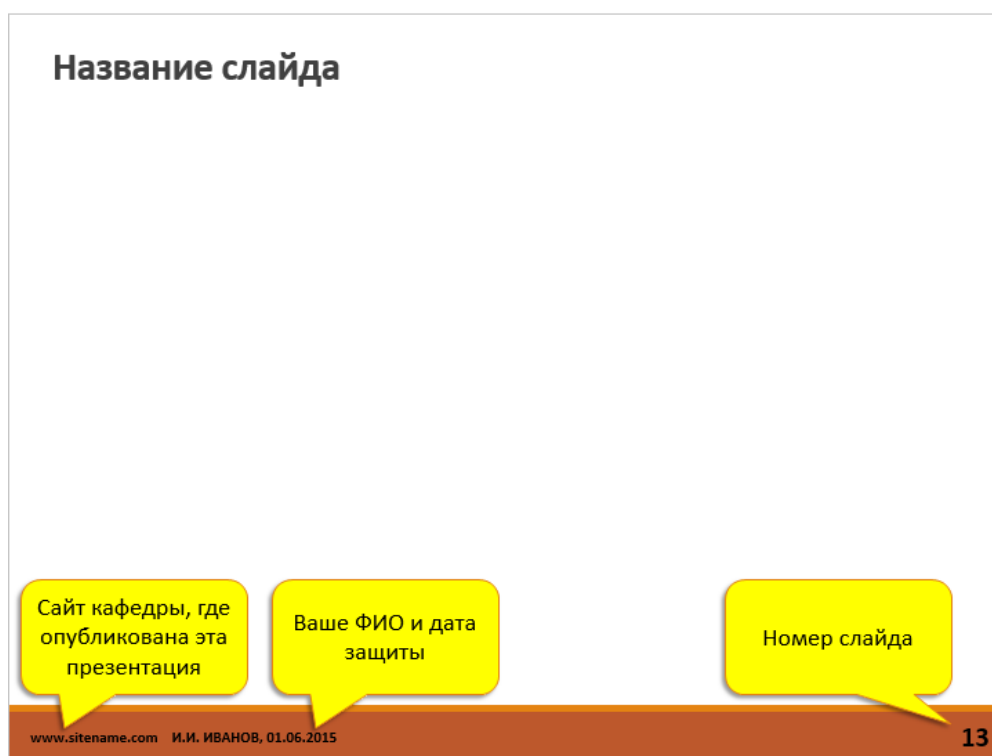 Название слайда
Сайт кафедры, где
опубликована эта
презентация
Ваше ФИО и дата
защиты
Номер слайда
www.sitename.com И.И. ИВАНОВ, 01.06.2015
13